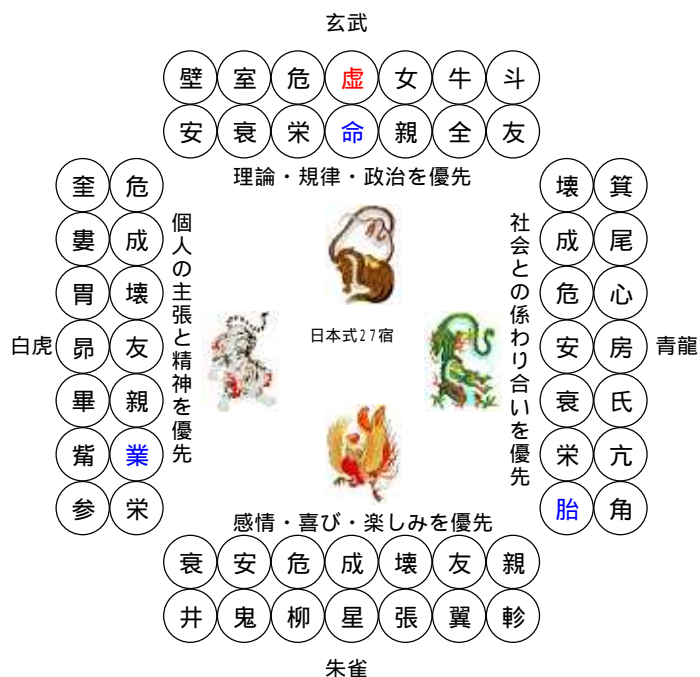 玄武
壁 室 危 虚 女 牛 斗
安 衰 栄 命 親 全 友
理論・規律・政治を優先
奎 危
婁 成
胃 壊
昴 友
畢 親
觜 業
参 栄
白虎
個人の主張と精神を優先
日本式27宿
社会との係わり合いを優先
壊 箕
成 尾
危 心
安 房
衰 氐
栄 亢
胎 角
青龍
感情・喜び・楽しみを優先
衰 安 危 成 壊 友 親
井 鬼 柳 星 張 翼 軫
朱雀